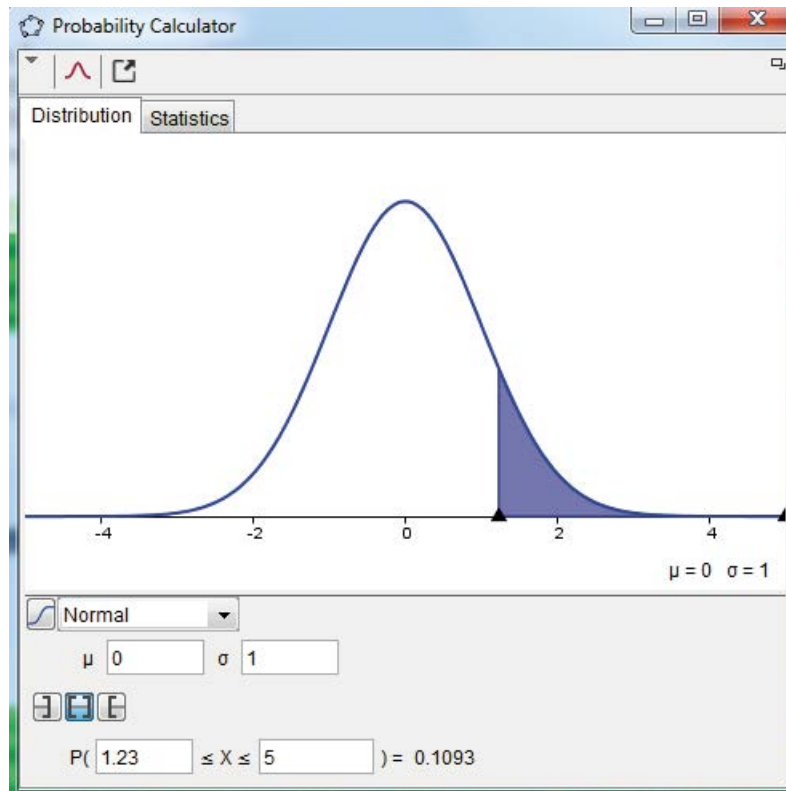 Probability Calculator
Distribution Statistics
-4 -2 0 2 4
μ = 0 σ = 1
Normal
μ 0 σ 1
P( 1.23 ≤ X ≤ 5 ) = 0.1093